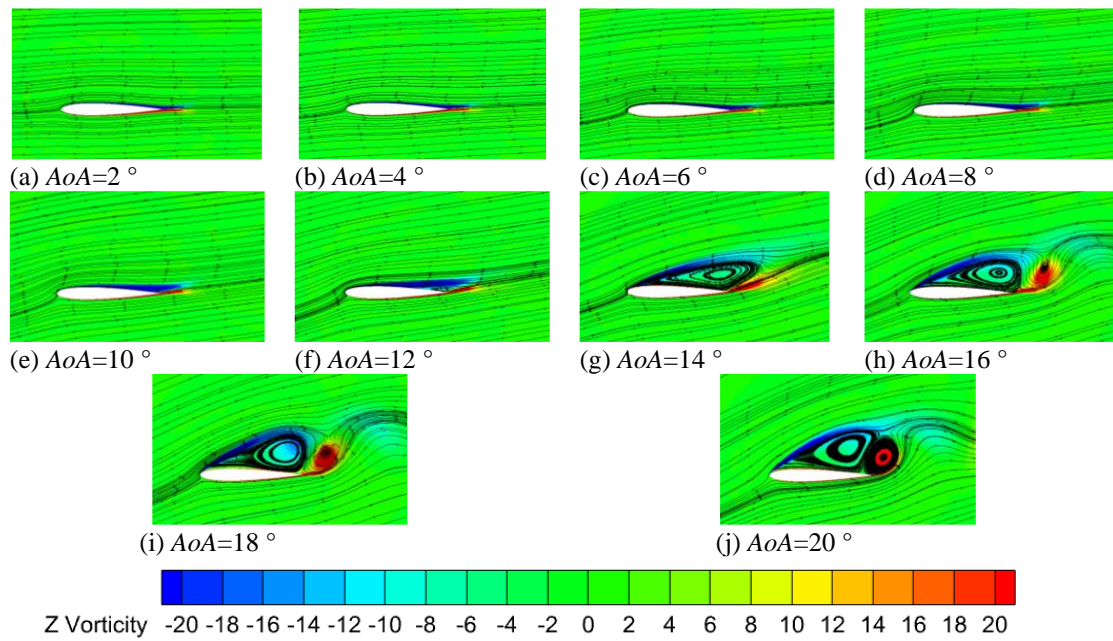 (a) AoA=2 ° (b) AoA=4 ° (c) AoA=6 ° (d) AoA=8 °
(e) AoA=10 ° (f) AoA=12 ° (g) AoA=14 ° (h) AoA=16 °
(i) AoA=18 ° (j) AoA=20 °
Z Vorticity -20 -18 -16 -14 -12 -10 -8 -6 -4 -2 0 2 4 6 8 10 12 14 16 18 20